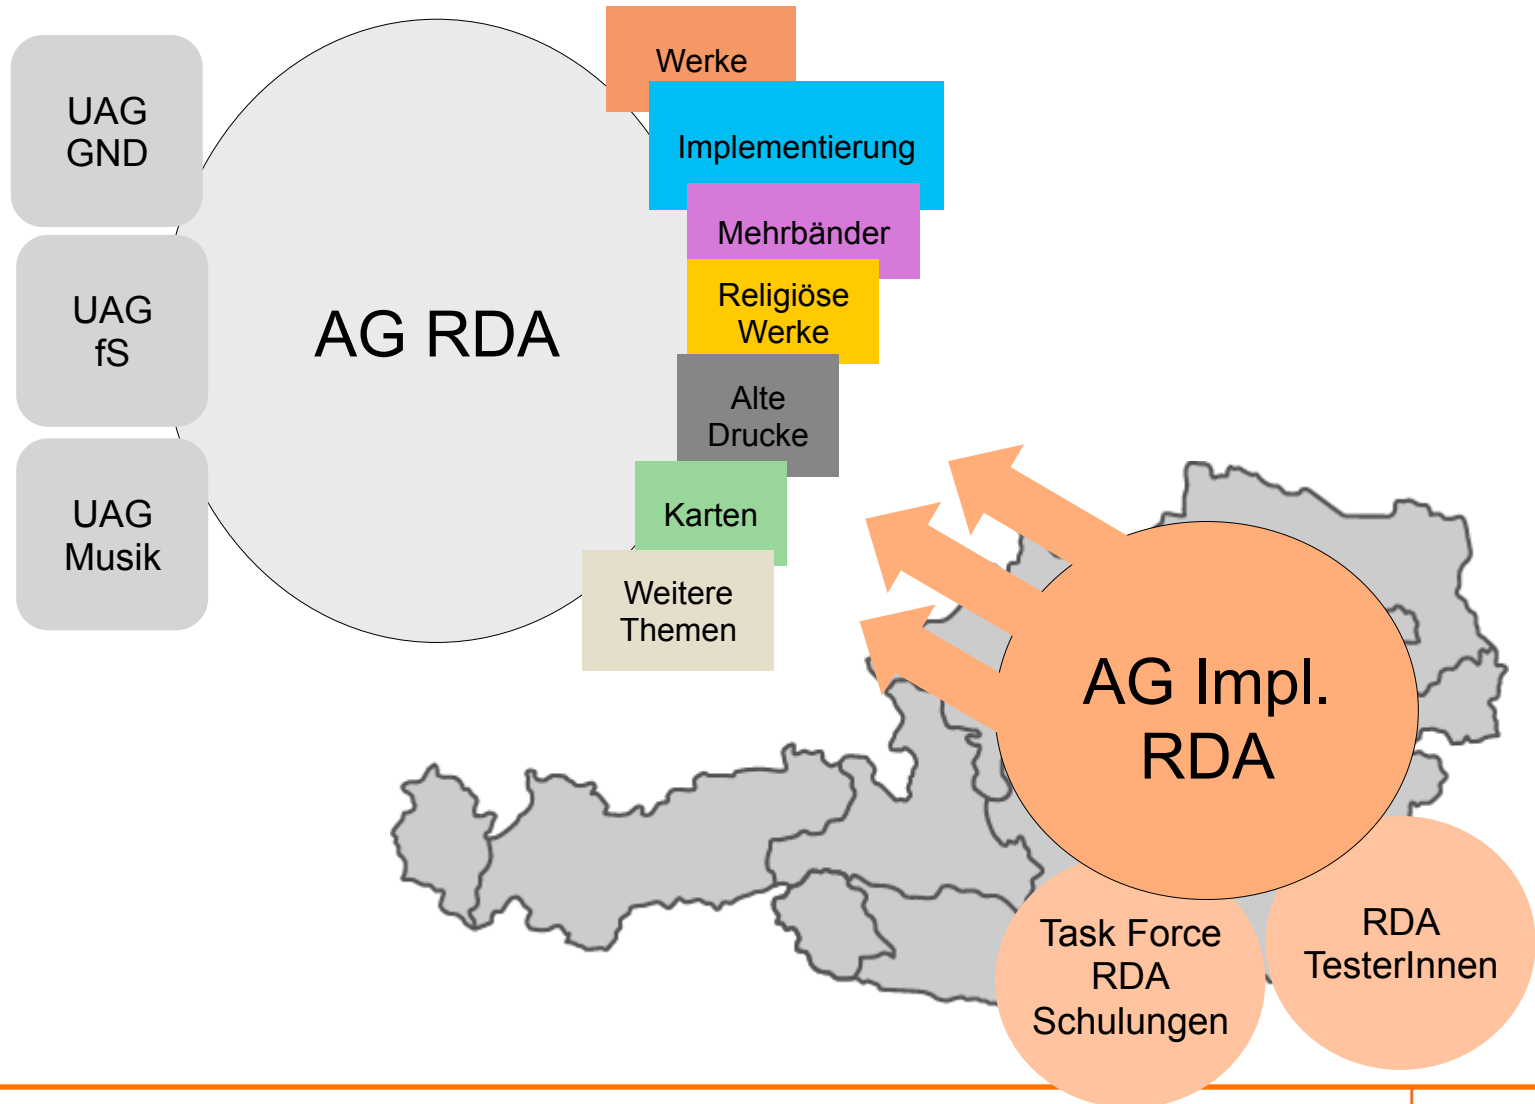 UAG
GND
UAG
fS
UAG
Musik
AG RDA
Werke
Implementierung
Mehrbänder
Religiöse
Werke
Alte
Drucke
Karten
Weitere
Themen
AG Impl.
RDA
Task Force
RDA
Schulungen
RDA
TesterInnen